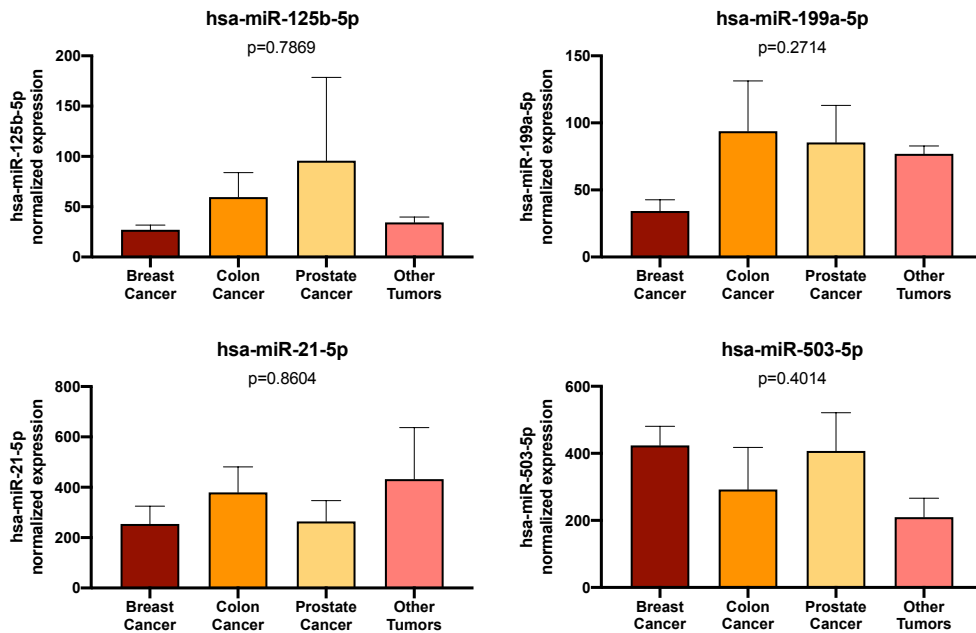 hsa-miR-125b-5p
p=0.7869
hsa-miR-125b-5p
normalized expression
200
150
100
50
0
Breast
Cancer
Colon
Cancer
Prostate
Cancer
Other
Tumors
hsa-miR-199a-5p
p=0.2714
hsa-miR-199a-5p
normalized expression
150
100
50
0
Breast
Cancer
Colon
Cancer
Prostate
Cancer
Other
Tumors
hsa-miR-21-5p
p=0.8604
hsa-miR-21-5p
normalized expression
800
600
400
200
0
Breast
Cancer
Colon
Cancer
Prostate
Cancer
Other
Tumors
hsa-miR-503-5p
p=0.4014
hsa-miR-503-5p
normalized expression
600
400
200
0
Breast
Cancer
Colon
Cancer
Prostate
Cancer
Other
Tumors